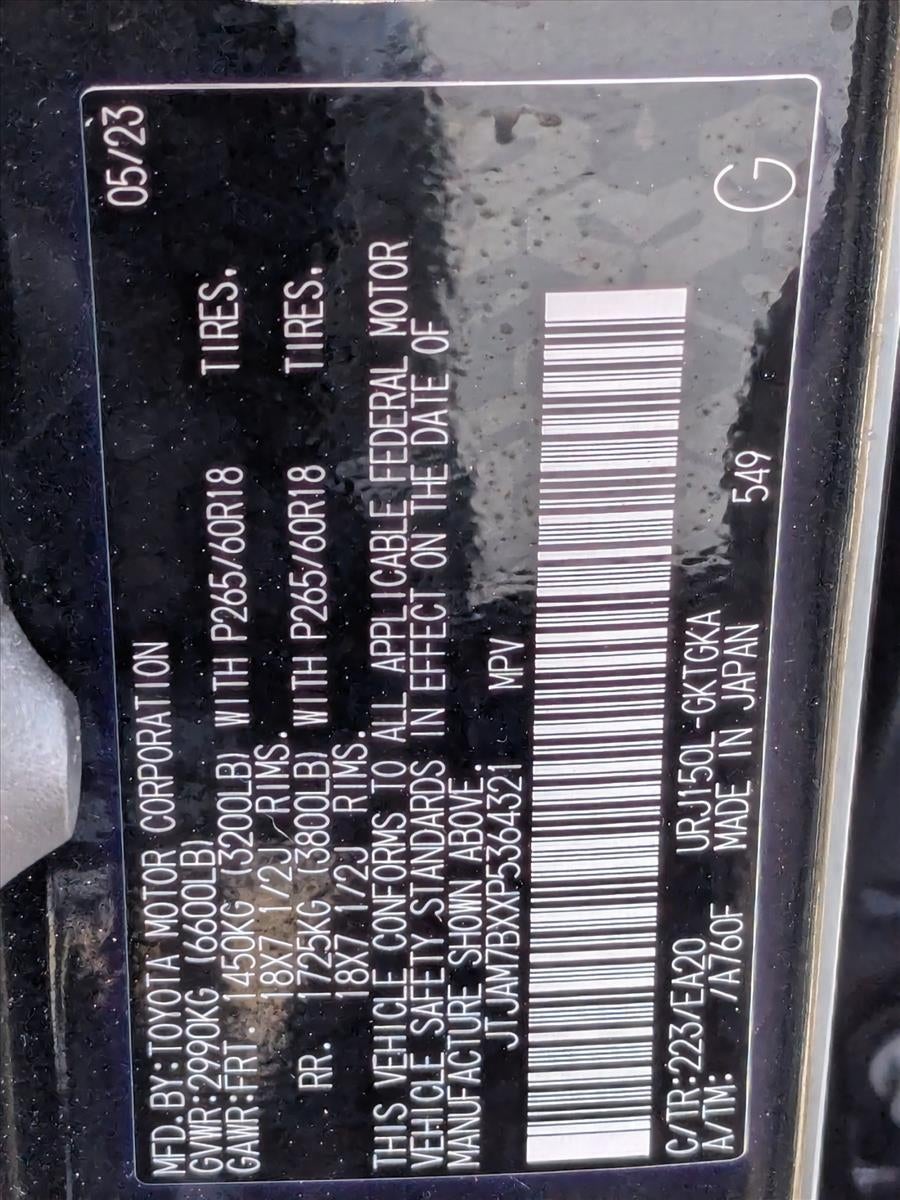 05/23
MFD.BY:TOYOTA MOTOR CORPORATION
GVWR:2990KG (6600LB)
GAWR:FRT. 1450KG (3200LB) WITH P265/60R18 TIRES.
18X7 1/2J RIMS.
RR. 1725KG (3800LB) WITH P265/60R18 TIRES.
18X7 1/2J RIMS.
THIS VEHICLE CONFORMS TO ALL APPLICABLE FEDERAL MOTOR
VEHICLE SAFETY STANDARDS IN EFFECT ON THE DATE OF
MANUFACTURE SHOWN ABOVE.
JTJAM7BXXP5364321 MPV
C/TR:223/EA20 URJ150L-GKTGKA
A/TM: /A760F MADE IN JAPAN 549
G